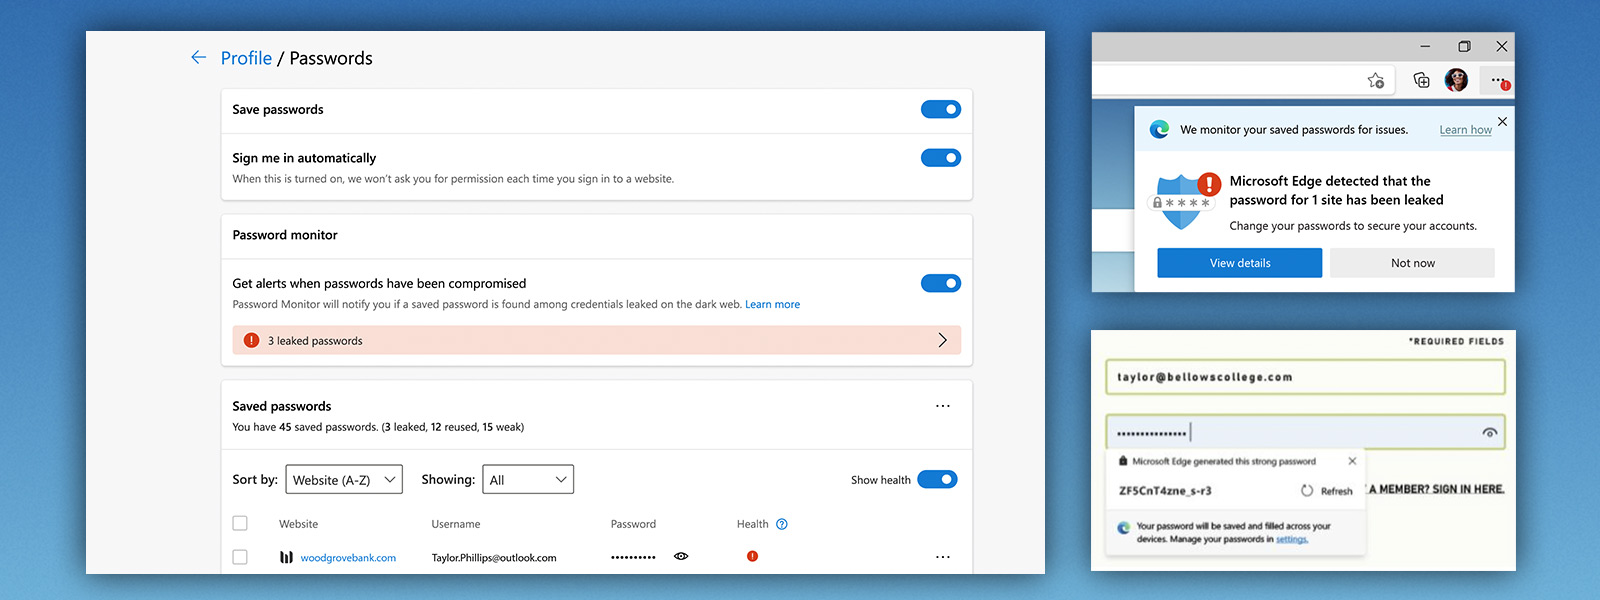 Profile / Passwords
Save passwords
Sign me in automatically
When this is turned on, we won't ask you for permission each time you sign in to a website.
Password monitor
Get alerts when passwords have been compromised
Password Monitor will notify you if a saved password is found among credentials leaked on the dark web. Learn more
3 leaked passwords
Saved passwords
You have 45 saved passwords. (3 leaked, 12 reused, 15 weak)
Sort by: Website (A-Z) Showing: All Show health
Website Username Password Health
woodgrovebank.com Taylor.Phillips@outlook.com ••••••••••
We monitor your saved passwords for issues. Learn how
Microsoft Edge detected that the
password for 1 site has been leaked
Change your passwords to secure your accounts.
View details Not now
*REQUIRED FIELDS
taylor@bellowscollege.com
•••••••••••••••
Microsoft Edge generated this strong password
ZF5CnT4zne_s-r3 Refresh
A MEMBER? SIGN IN HERE.
Your password will be saved and filled across your
devices. Manage your passwords in settings.